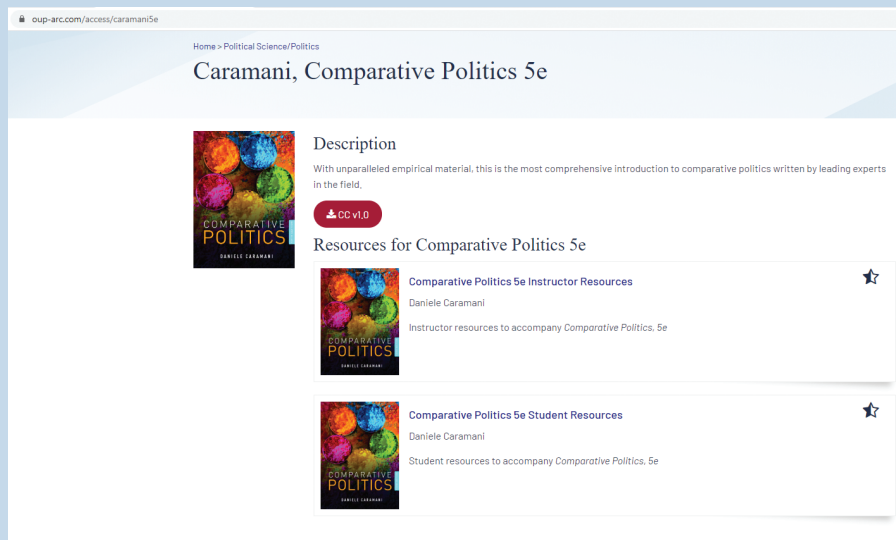 oup-arc.com/access/caramani5e
Home > Political Science/Politics
Caramani, Comparative Politics 5e
COMPARATIVE
POLITICS
DANIELE CARAMANI
Description
With unparalleled empirical material, this is the most comprehensive introduction to comparative politics written by leading experts
in the field.
CC v1.0
Resources for Comparative Politics 5e
COMPARATIVE
POLITICS
DANIELE CARAMANI
Comparative Politics 5e Instructor Resources
Daniele Caramani
Instructor resources to accompany Comparative Politics, 5e
COMPARATIVE
POLITICS
DANIELE CARAMANI
Comparative Politics 5e Student Resources
Daniele Caramani
Student resources to accompany Comparative Politics, 5e